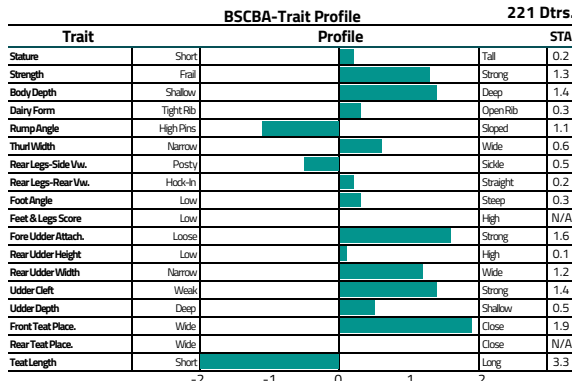 BSCBA-Trait Profile 221 Dtrs.
Trait Profile STA
Stature Short Tall 0.2
Strength Frail Strong 1.3
Body Depth Shallow Deep 1.4
Dairy Form Tight Rib Open Rib 0.3
Rump Angle High Pins Sloped 1.1
Thurl Width Narrow Wide 0.6
Rear Legs-Side Vw. Posty Sickle 0.5
Rear Legs-Rear Vw. Hock-In Straight 0.2
Foot Angle Low Steep 0.3
Feet & Legs Score Low High N/A
Fore Udder Attach. Loose Strong 1.6
Rear Udder Height Low High 0.1
Rear Udder Width Narrow Wide 1.2
Udder Cleft Weak Strong 1.4
Udder Depth Deep Shallow 0.5
Front Teat Place. Wide Close 1.9
Rear Teat Place. Wide Close N/A
Teat Length Short Long 3.3
-2 -1 0 1 2